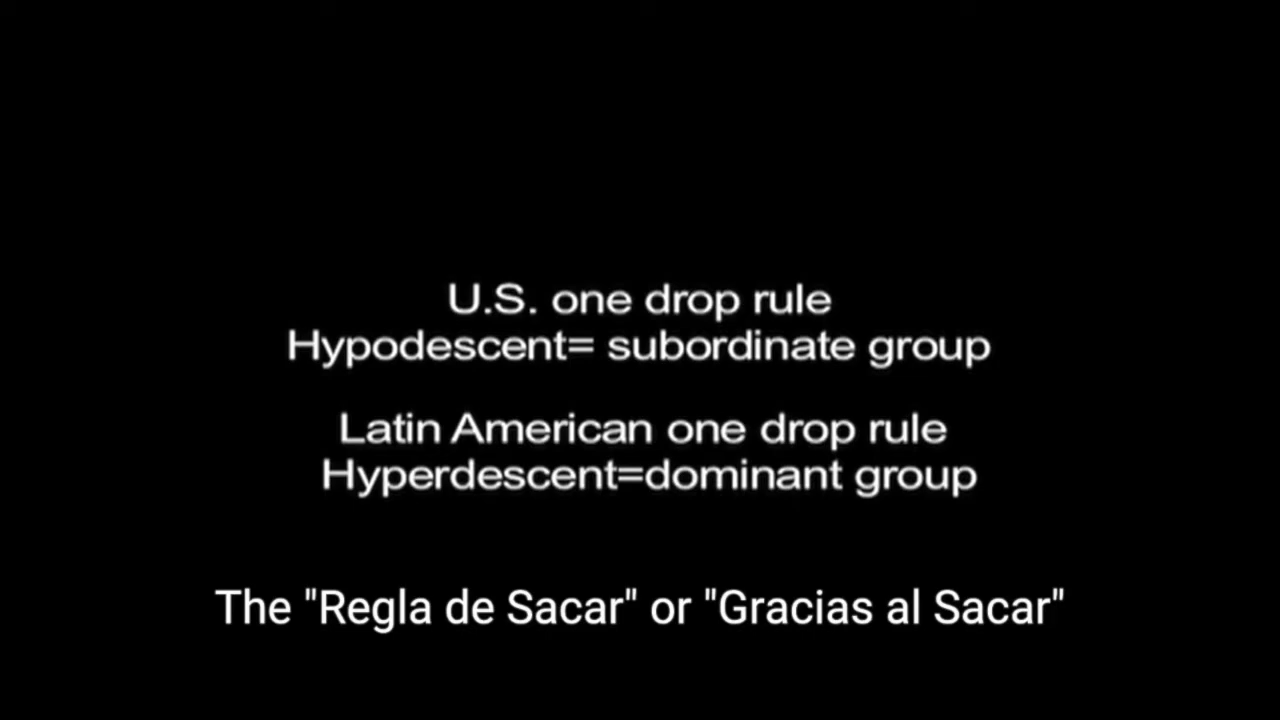 U.S. one drop rule
Hypodescent= subordinate group
Latin American one drop rule
Hyperdescent=dominant group
The "Regla de Sacar" or "Gracias al Sacar"